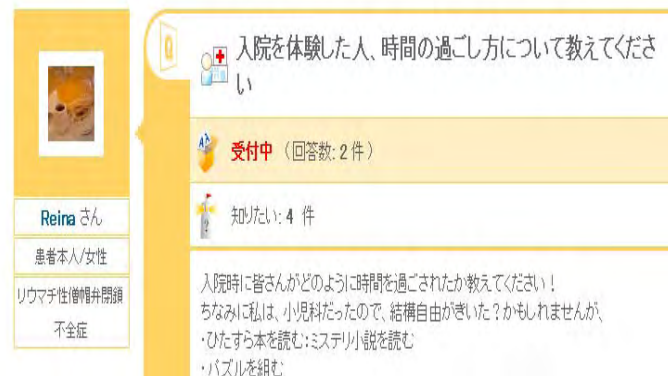 入院を体験した人、時間の過ごし方について教えてくださ
い
受付中（回答数: 2 件）
知りたい: 4 件
Reina さん
患者本人/女性
リウマチ性僧帽弁閉鎖
不全症
入院時に皆さんがどのように時間を過ごされたか教えてください！
ちなみに私は、小児科だったので、結構自由がきいた？かもしれませんが、
・ひたすら本を読む:ミステリ小説を読む
・パズルを組む